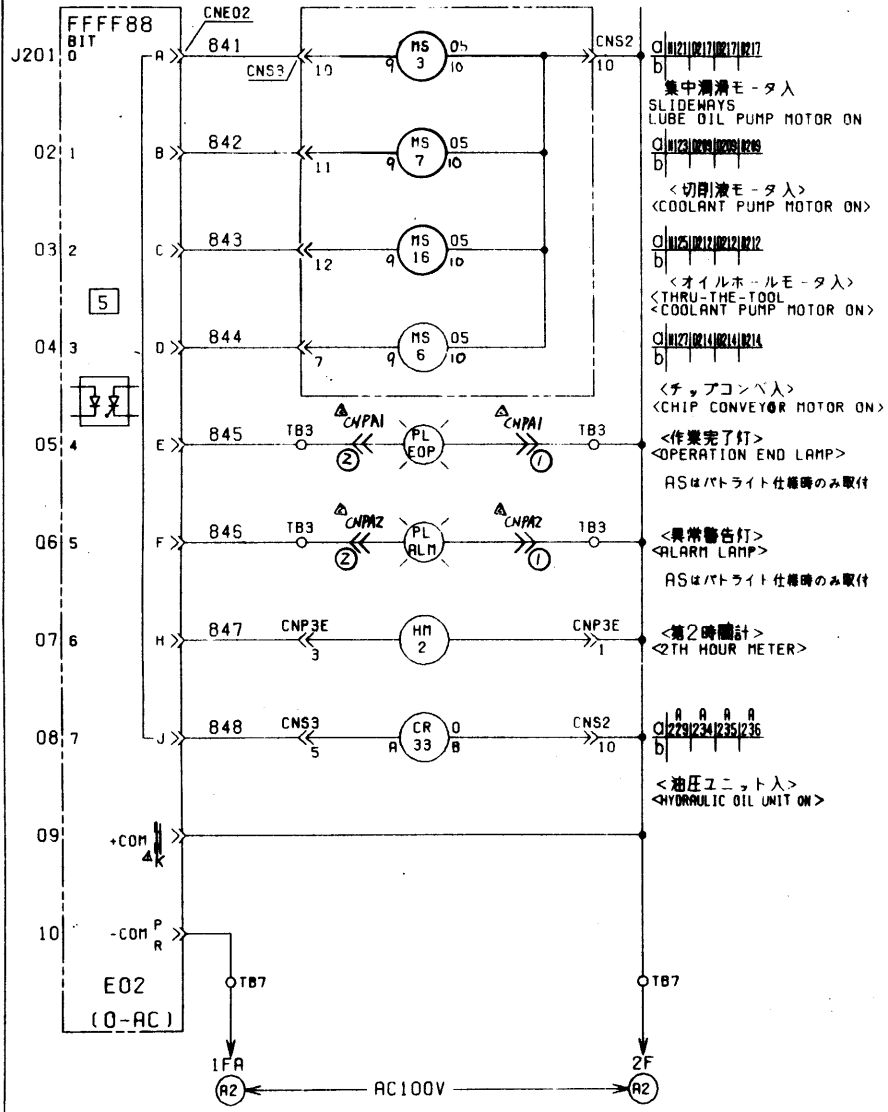 FFFF88
CNE02
BIT
J201 0 A 841 CNS3 10 9 MS 3 05 10 CNS2 10
a
b
集中潤滑モータ入
SLIDEWAYS
LUBE OIL PUMP MOTOR ON
02 1 B 842 11 9 MS 7 05 10
a
b
<切削液モータ入>
<COOLANT PUMP MOTOR ON>
03 2 C 843 12 9 MS 16 05 10
a
b
<オイルホールモータ入>
<THRU-THE-TOOL
<COOLANT PUMP MOTOR ON>
5
04 3 D 844 7 9 MS 6 05 10
a
b
<チップコンベ入>
<CHIP CONVEYOR MOTOR ON>
05 4 E 845 TB3 CNPA1 2 PL EOP CNPA1 1 TB3
<作業完了灯>
<OPERATION END LAMP>
ASはパトライト仕様時のみ取付
06 5 F 846 TB3 CNPA2 2 PL ALM CNPA2 1 TB3
<異常警告灯>
<ALARM LAMP>
ASはパトライト仕様時のみ取付
07 6 H 847 CNP3E 3 HM 2 CNP3E 1
<第2時間計>
<2TH HOUR METER>
08 7 J 848 CNS3 5 A CR 33 0 B CNS2 10
A A A A
a 229 234 235 236
b
<油圧ユニット入>
<HYDRAULIC OIL UNIT ON>
09 +COM K
10 -COM P R
E02
(O-AC)
TB7 TB7
1FA 2F
A2 AC100V A2